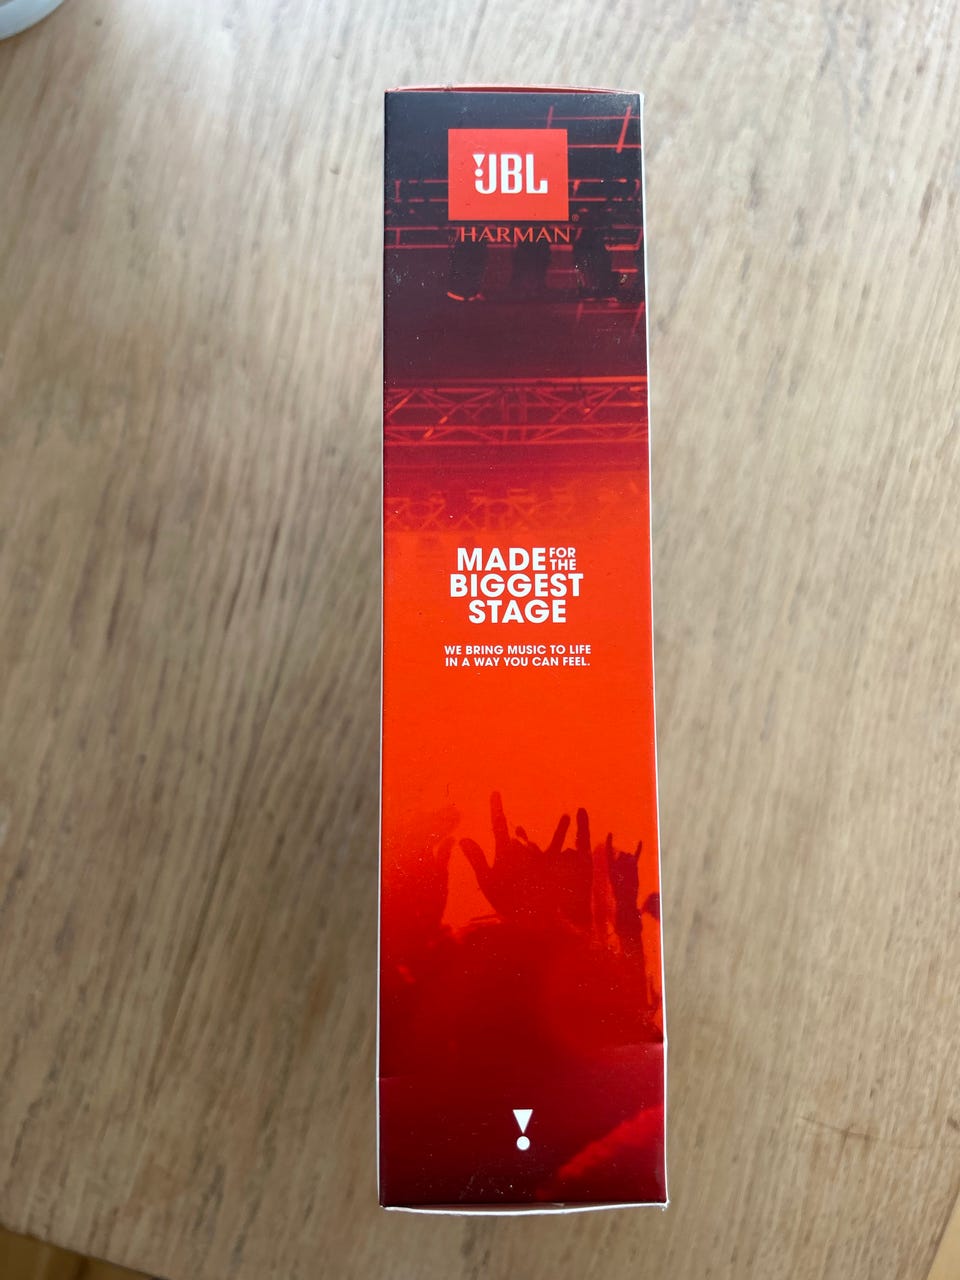 JBL
HARMAN®
MADE FOR THE
BIGGEST
STAGE
WE BRING MUSIC TO LIFE
IN A WAY YOU CAN FEEL.